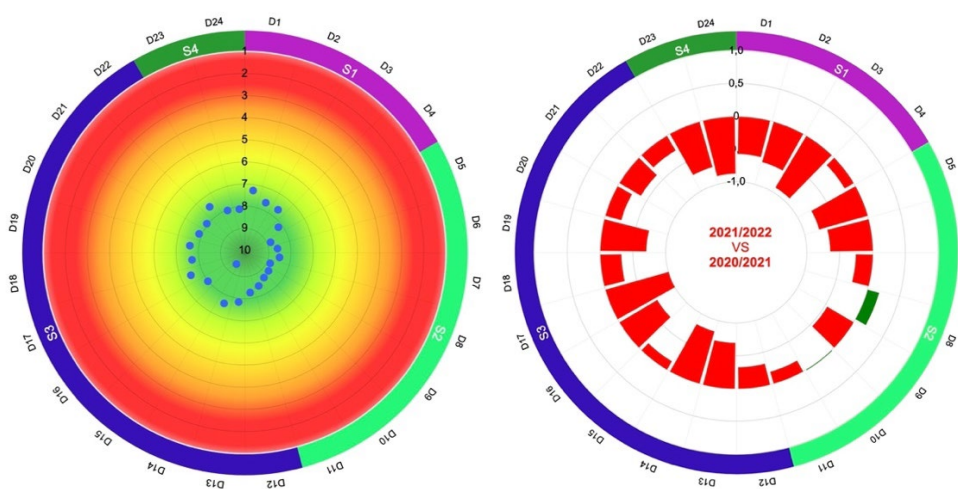 D1
D2
D3
D4
D5
D6
D7
D8
D9
D10
D11
D12
D13
D14
D15
D16
D17
D18
D19
D20
D21
D22
D23
D24
S1
S2
S3
S4
1
2
3
4
5
6
7
8
9
10
D1
D2
D3
D4
D5
D6
D7
D8
D9
D10
D11
D12
D13
D14
D15
D16
D17
D18
D19
D20
D21
D22
D23
D24
S1
S2
S3
S4
1,0
0,5
0
-1,0
2021/2022
VS
2020/2021